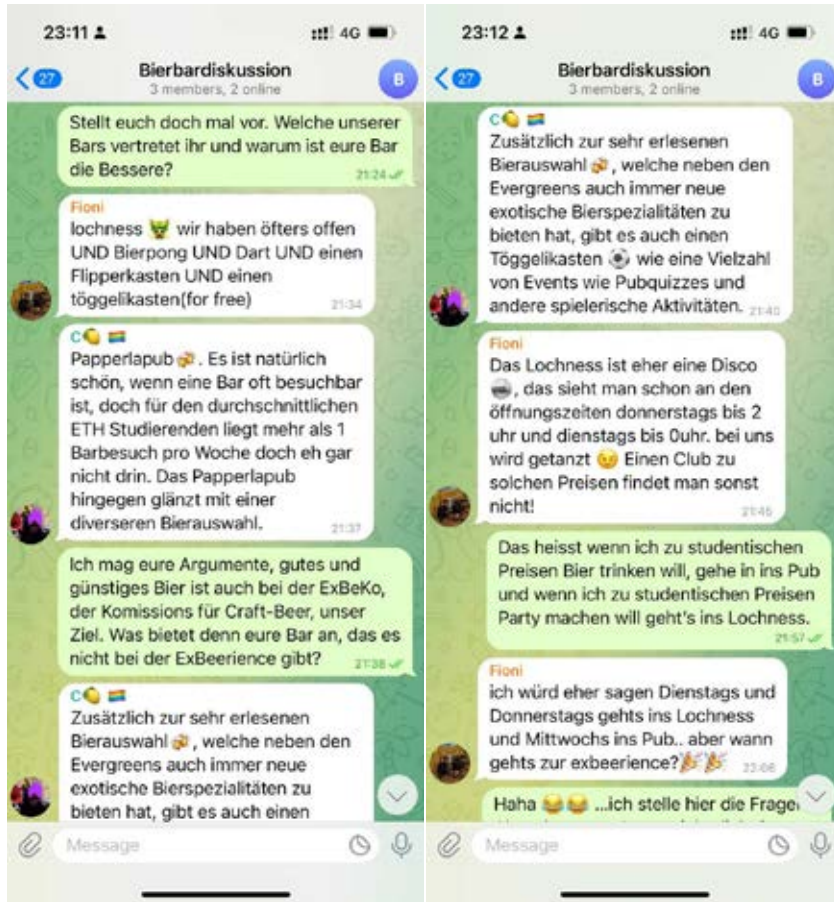 23:11
4G
27
Bierbardiskussion
3 members, 2 online
B
Stellt euch doch mal vor. Welche unserer
Bars vertretet ihr und warum ist eure Bar
die Bessere?
21:24
Fioni
lochness 👹 wir haben öfters offen
UND Bierpong UND Dart UND einen
Flipperkasten UND einen
töggelikasten(for free)
21:34
C🍋 🏳️‍🌈
Papperlapub🍻. Es ist natürlich
schön, wenn eine Bar oft besuchbar
ist, doch für den durchschnittlichen
ETH Studierenden liegt mehr als 1
Barbesuch pro Woche doch eh gar
nicht drin. Das Papperlapub
hingegen glänzt mit einer
diverseren Bierauswahl.
21:37
Ich mag eure Argumente, gutes und
günstiges Bier ist auch bei der ExBeKo,
der Komissions für Craft-Beer, unser
Ziel. Was bietet denn eure Bar an, das es
nicht bei der ExBeerience gibt?
21:38
C🍋 🏳️‍🌈
Zusätzlich zur sehr erlesenen
Bierauswahl🍻, welche neben den
Evergreens auch immer neue
exotische Bierspezialitäten zu
bieten hat, gibt es auch einen
Message
23:12
4G
27
Bierbardiskussion
3 members, 2 online
B
C🍋 🏳️‍🌈
Zusätzlich zur sehr erlesenen
Bierauswahl🍻, welche neben den
Evergreens auch immer neue
exotische Bierspezialitäten zu
bieten hat, gibt es auch einen
Töggelikasten ⚽ wie eine Vielzahl
von Events wie Pubquizzes und
andere spielerische Aktivitäten.
21:40
Fioni
Das Lochness ist eher eine Disco
🪩, das sieht man schon an den
öffnungszeiten donnerstags bis 2
uhr und dienstags bis 0uhr. bei uns
wird getanzt 😉 Einen Club zu
solchen Preisen findet man sonst
nicht!
21:45
Das heisst wenn ich zu studentischen
Preisen Bier trinken will, gehe in ins Pub
und wenn ich zu studentischen Preisen
Party machen will geht's ins Lochness.
21:57
Fioni
ich würd eher sagen Dienstags und
Donnerstags gehts ins Lochness
und Mittwochs ins Pub.. aber wann
gehts zur exbeerience?🎉🎉
Haha 😂😂 ...ich stelle hier die Fragen
Message